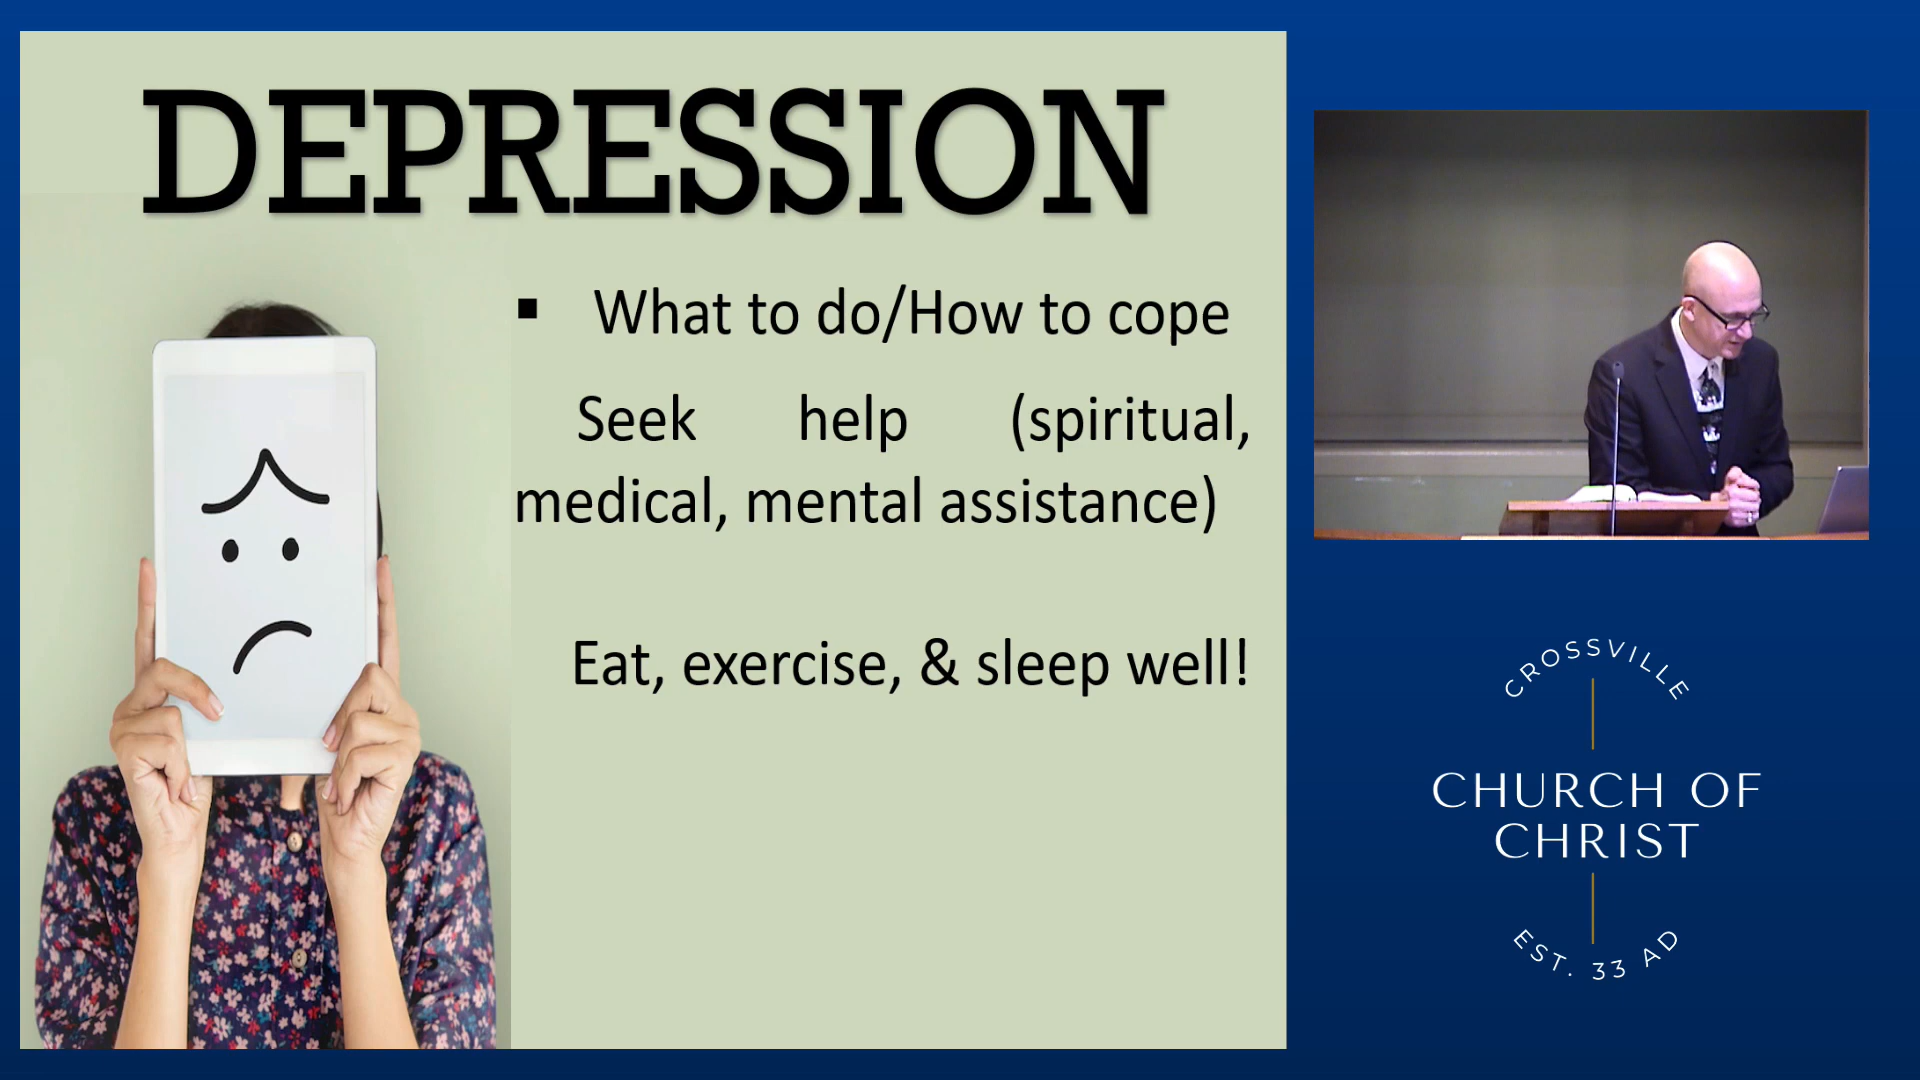 DEPRESSION
▪ What to do/How to cope
Seek help (spiritual,
medical, mental assistance)
Eat, exercise, & sleep well!
CROSSVILLE
CHURCH OF
CHRIST
EST. 33 AD